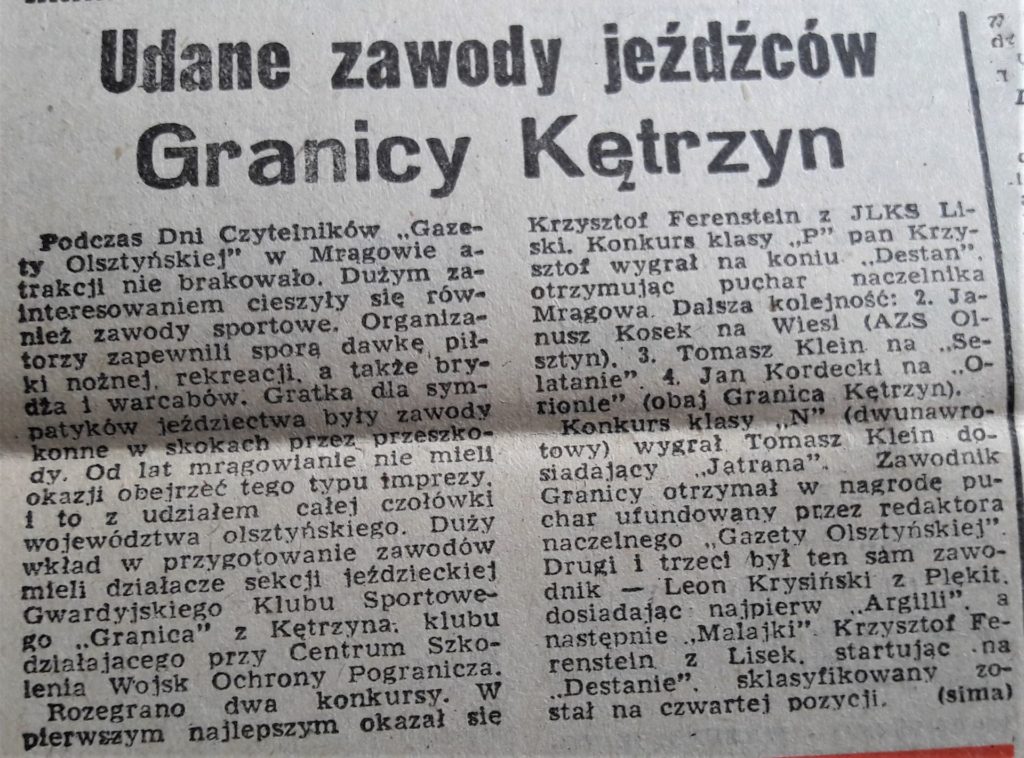 Udane zawody jeźdźców
Granicy Kętrzyn
Podczas Dni Czytelników „Gaze-
ty Olsztyńskiej” w Mrągowie a-
trakcji nie brakowało. Dużym za-
interesowaniem cieszyły się rów-
nież zawody sportowe. Organiza-
torzy zapewnili sporą dawkę pił-
ki nożnej, rekreacji, a także bry-
dża i warcabów. Gratka dla sym-
patyków jeździectwa były zawody
konne w skokach przez przeszko-
dy. Od lat mrągowianie nie mieli
okazji obejrzeć tego typu imprezy,
i to z udziałem całej czołówki
województwa olsztyńskiego. Duży
wkład w przygotowanie zawodów
mieli działacze sekcji jeździeckiej
Gwardyjskiego Klubu Sportowe-
go „Granica” z Kętrzyna, klubu
działajacego przy Centrum Szko-
lenia Wojsk Ochrony Pogranicza.
Rozegrano dwa konkursy. W
pierwszym najlepszym okazał się
Krzysztof Ferenstein z JLKS Li-
ski. Konkurs klasy „P” pan Krzy-
sztof wygrał na koniu „Destan”,
otrzymując puchar naczelnika
Mrągowa. Dalsza kolejność: 2. Ja-
nusz Kosek na Wiesi (AZS Ol-
sztyn), 3. Tomasz Klein na „Se-
latanie”, 4. Jan Kordecki na „O-
rionie” (obaj Granica Kętrzyn).
Konkurs klasy „N” (dwunawro-
towy) wygrał Tomasz Klein do-
siadający „Jatrana”. Zawodnik
Granicy otrzymał w nagrodę pu-
char ufundowany przez redaktora
naczelnego „Gazety Olsztyńskiej”.
Drugi i trzeci był ten sam zawo-
dnik — Leon Krysiński z Plękit,
dosiadając najpierw „Argilli”, a
następnie „Malajki”. Krzysztof Fe-
renstein z Lisek, startując na
„Destanie”, sklasyfikowany zo-
stał na czwartej pozycji. (sima)